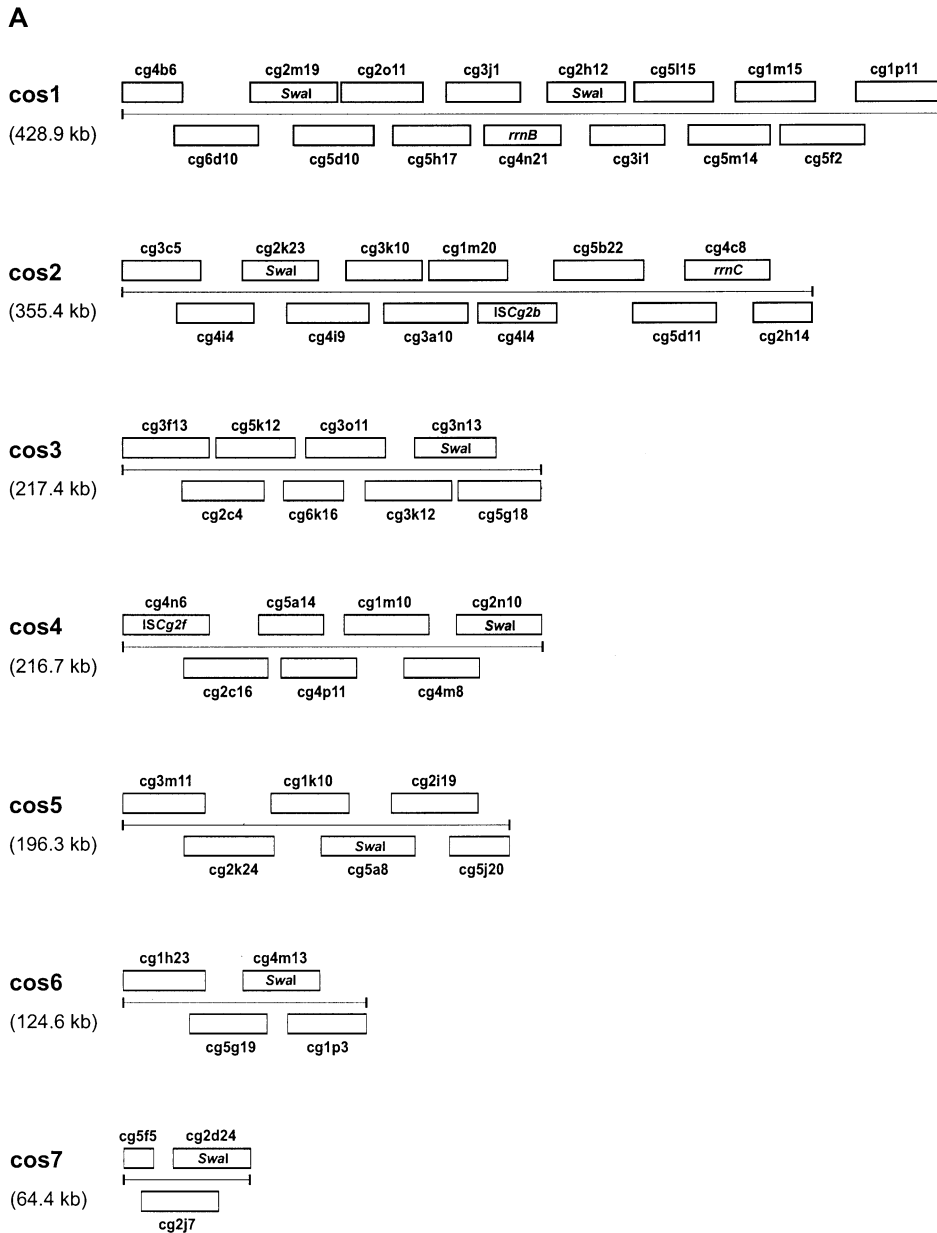 A
cg4b6 cg2m19 cg2o11 cg3j1 cg2h12 cg5l15 cg1m15 cg1p11
cos1 SwaI SwaI
(428.9 kb) rrnB
cg6d10 cg5d10 cg5h17 cg4n21 cg3i1 cg5m14 cg5f2
cg3c5 cg2k23 cg3k10 cg1m20 cg5b22 cg4c8
cos2 SwaI rrnC
(355.4 kb) ISCg2b
cg4i4 cg4i9 cg3a10 cg4l4 cg5d11 cg2h14
cg3f13 cg5k12 cg3o11 cg3n13
cos3 SwaI
(217.4 kb)
cg2c4 cg6k16 cg3k12 cg5g18
cg4n6 cg5a14 cg1m10 cg2n10
cos4 ISCg2f SwaI
(216.7 kb)
cg2c16 cg4p11 cg4m8
cg3m11 cg1k10 cg2i19
cos5
(196.3 kb) SwaI
cg2k24 cg5a8 cg5j20
cg1h23 cg4m13
cos6 SwaI
(124.6 kb)
cg5g19 cg1p3
cg5f5 cg2d24
cos7 SwaI
(64.4 kb)
cg2j7